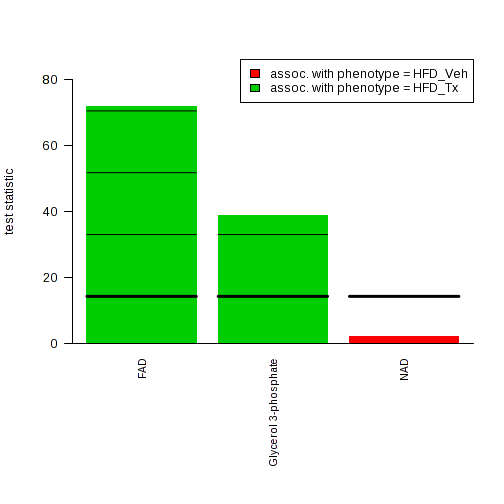 assoc. with phenotype = HFD_Veh
assoc. with phenotype = HFD_Tx
test statistic
80
60
40
20
0
FAD
Glycerol 3-phosphate
NAD